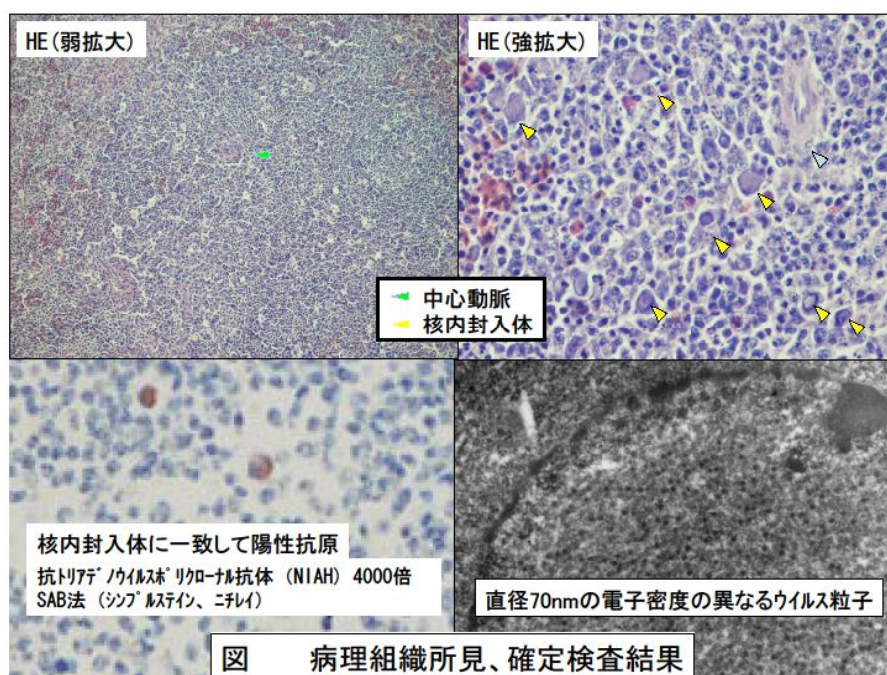 HE(弱拡大)
HE(強拡大)
中心動脈
核内封入体
核内封入体に一致して陽性抗原
抗トリアデノウイルスポリクローナル抗体 (NIAH) 4000倍
SAB法 (シンプルステイン、ニチレイ)
直径70nmの電子密度の異なるウイルス粒子
図 病理組織所見、確定検査結果